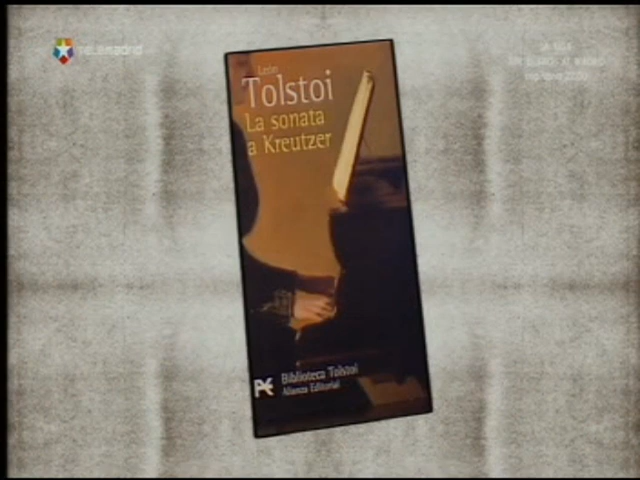 telemadrid
León
Tolstoi
La sonata
a Kreutzer
Biblioteca Tolstoi
Alianza Editorial